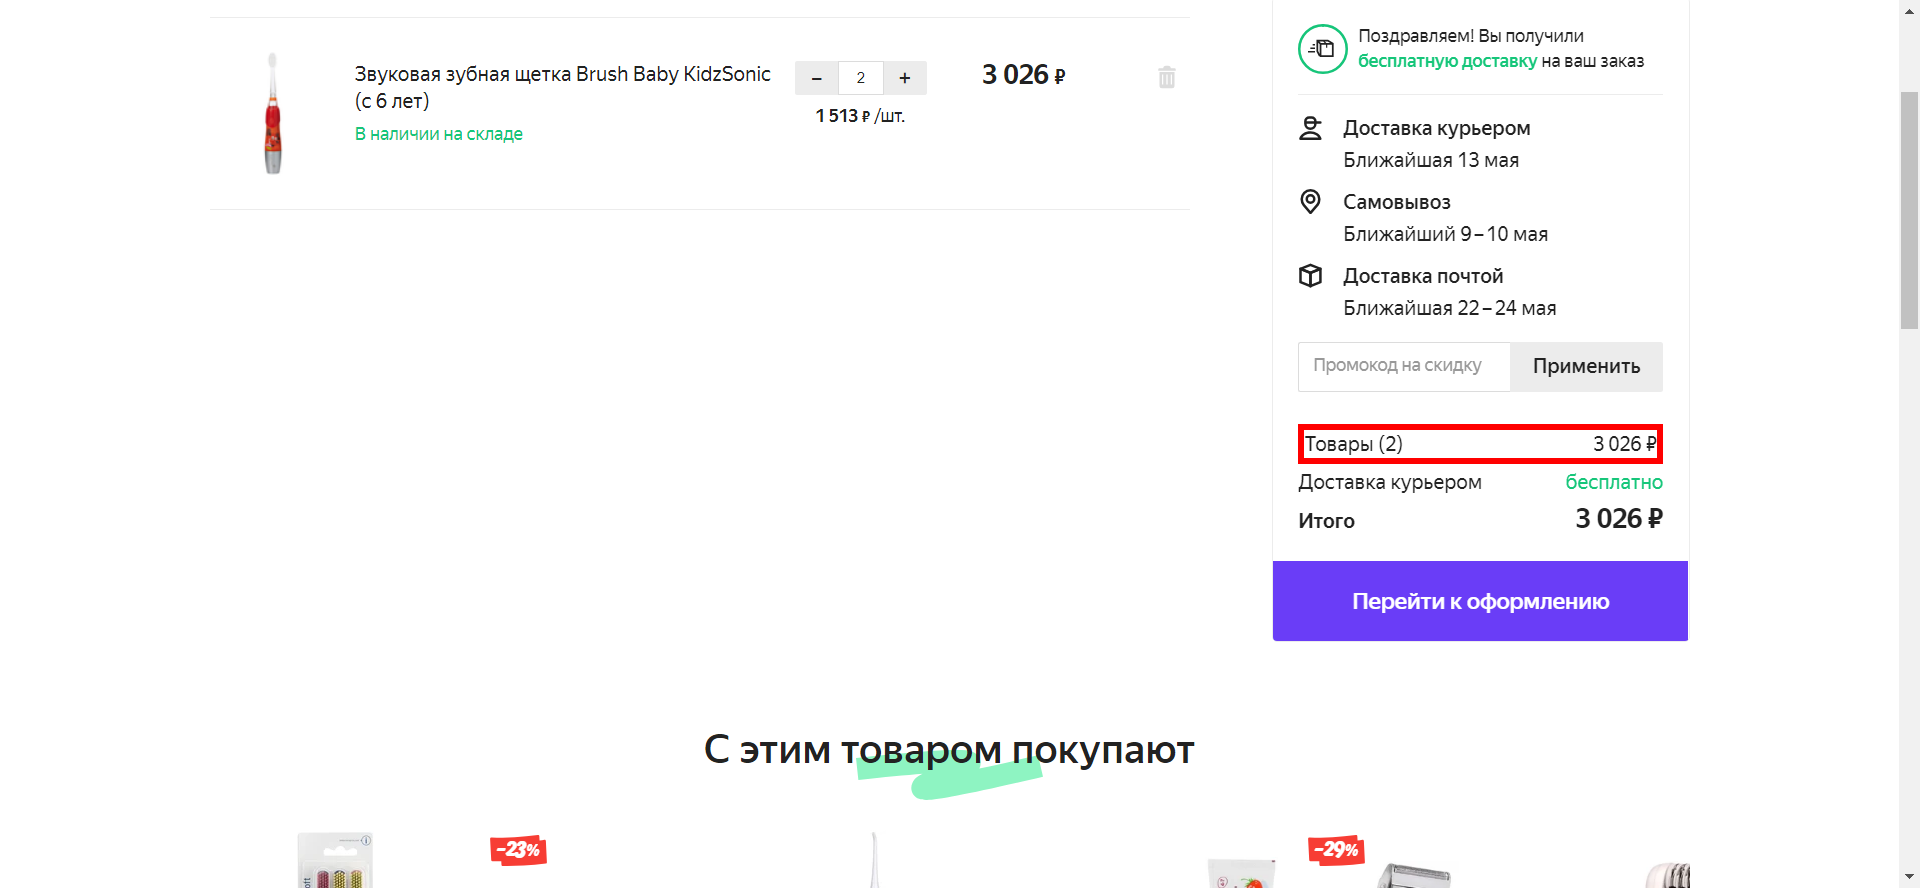 Звуковая зубная щетка Brush Baby KidzSonic
(с 6 лет)
В наличии на складе
− 2 +
1 513 ₽ /шт.
3 026 ₽
Поздравляем! Вы получили
бесплатную доставку на ваш заказ
Доставка курьером
Ближайшая 13 мая
Самовывоз
Ближайший 9 – 10 мая
Доставка почтой
Ближайшая 22 – 24 мая
Промокод на скидку
Применить
Товары (2) 3 026 ₽
Доставка курьером бесплатно
Итого 3 026 ₽
Перейти к оформлению
С этим товаром покупают
-23%
-29%